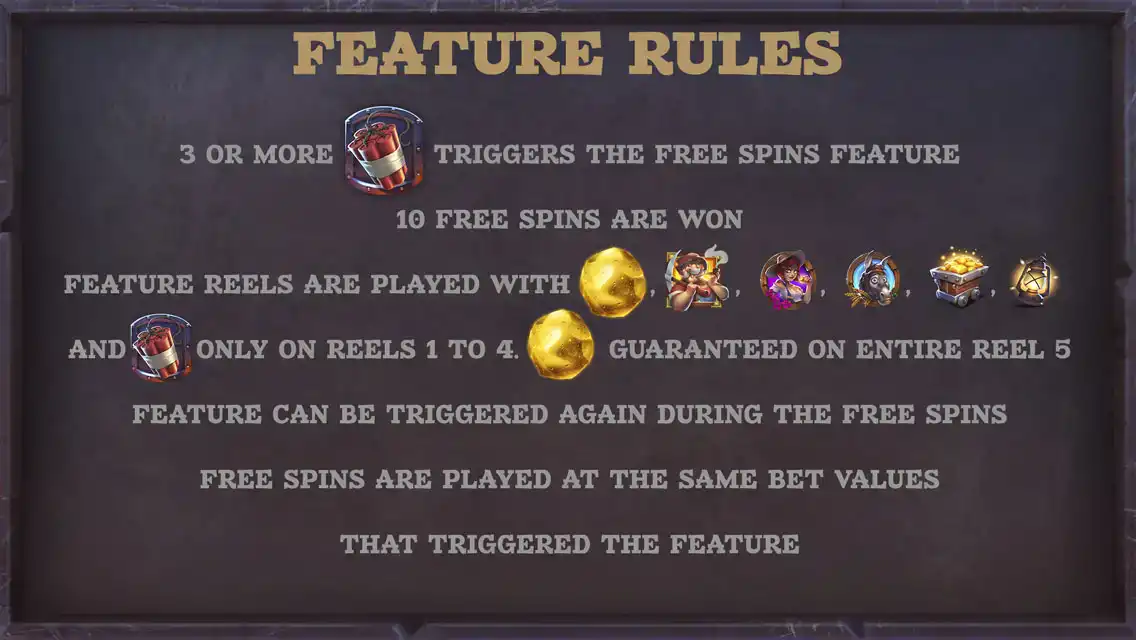 FEATURE RULES
3 OR MORE TRIGGERS THE FREE SPINS FEATURE
10 FREE SPINS ARE WON
FEATURE REELS ARE PLAYED WITH , , , , ,
AND ONLY ON REELS 1 TO 4. GUARANTEED ON ENTIRE REEL 5
FEATURE CAN BE TRIGGERED AGAIN DURING THE FREE SPINS
FREE SPINS ARE PLAYED AT THE SAME BET VALUES
THAT TRIGGERED THE FEATURE